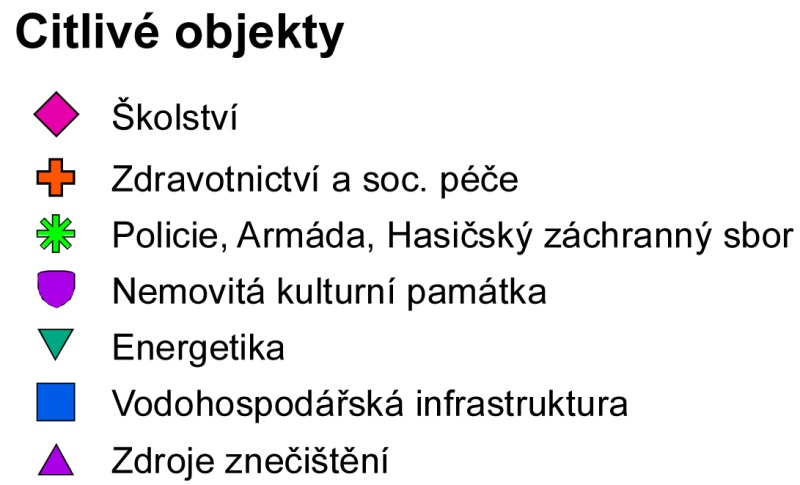 Citlivé objekty
Školství
Zdravotnictví a soc. péče
Policie, Armáda, Hasičský záchranný sbor
Nemovitá kulturní památka
Energetika
Vodohospodářská infrastruktura
Zdroje znečištění